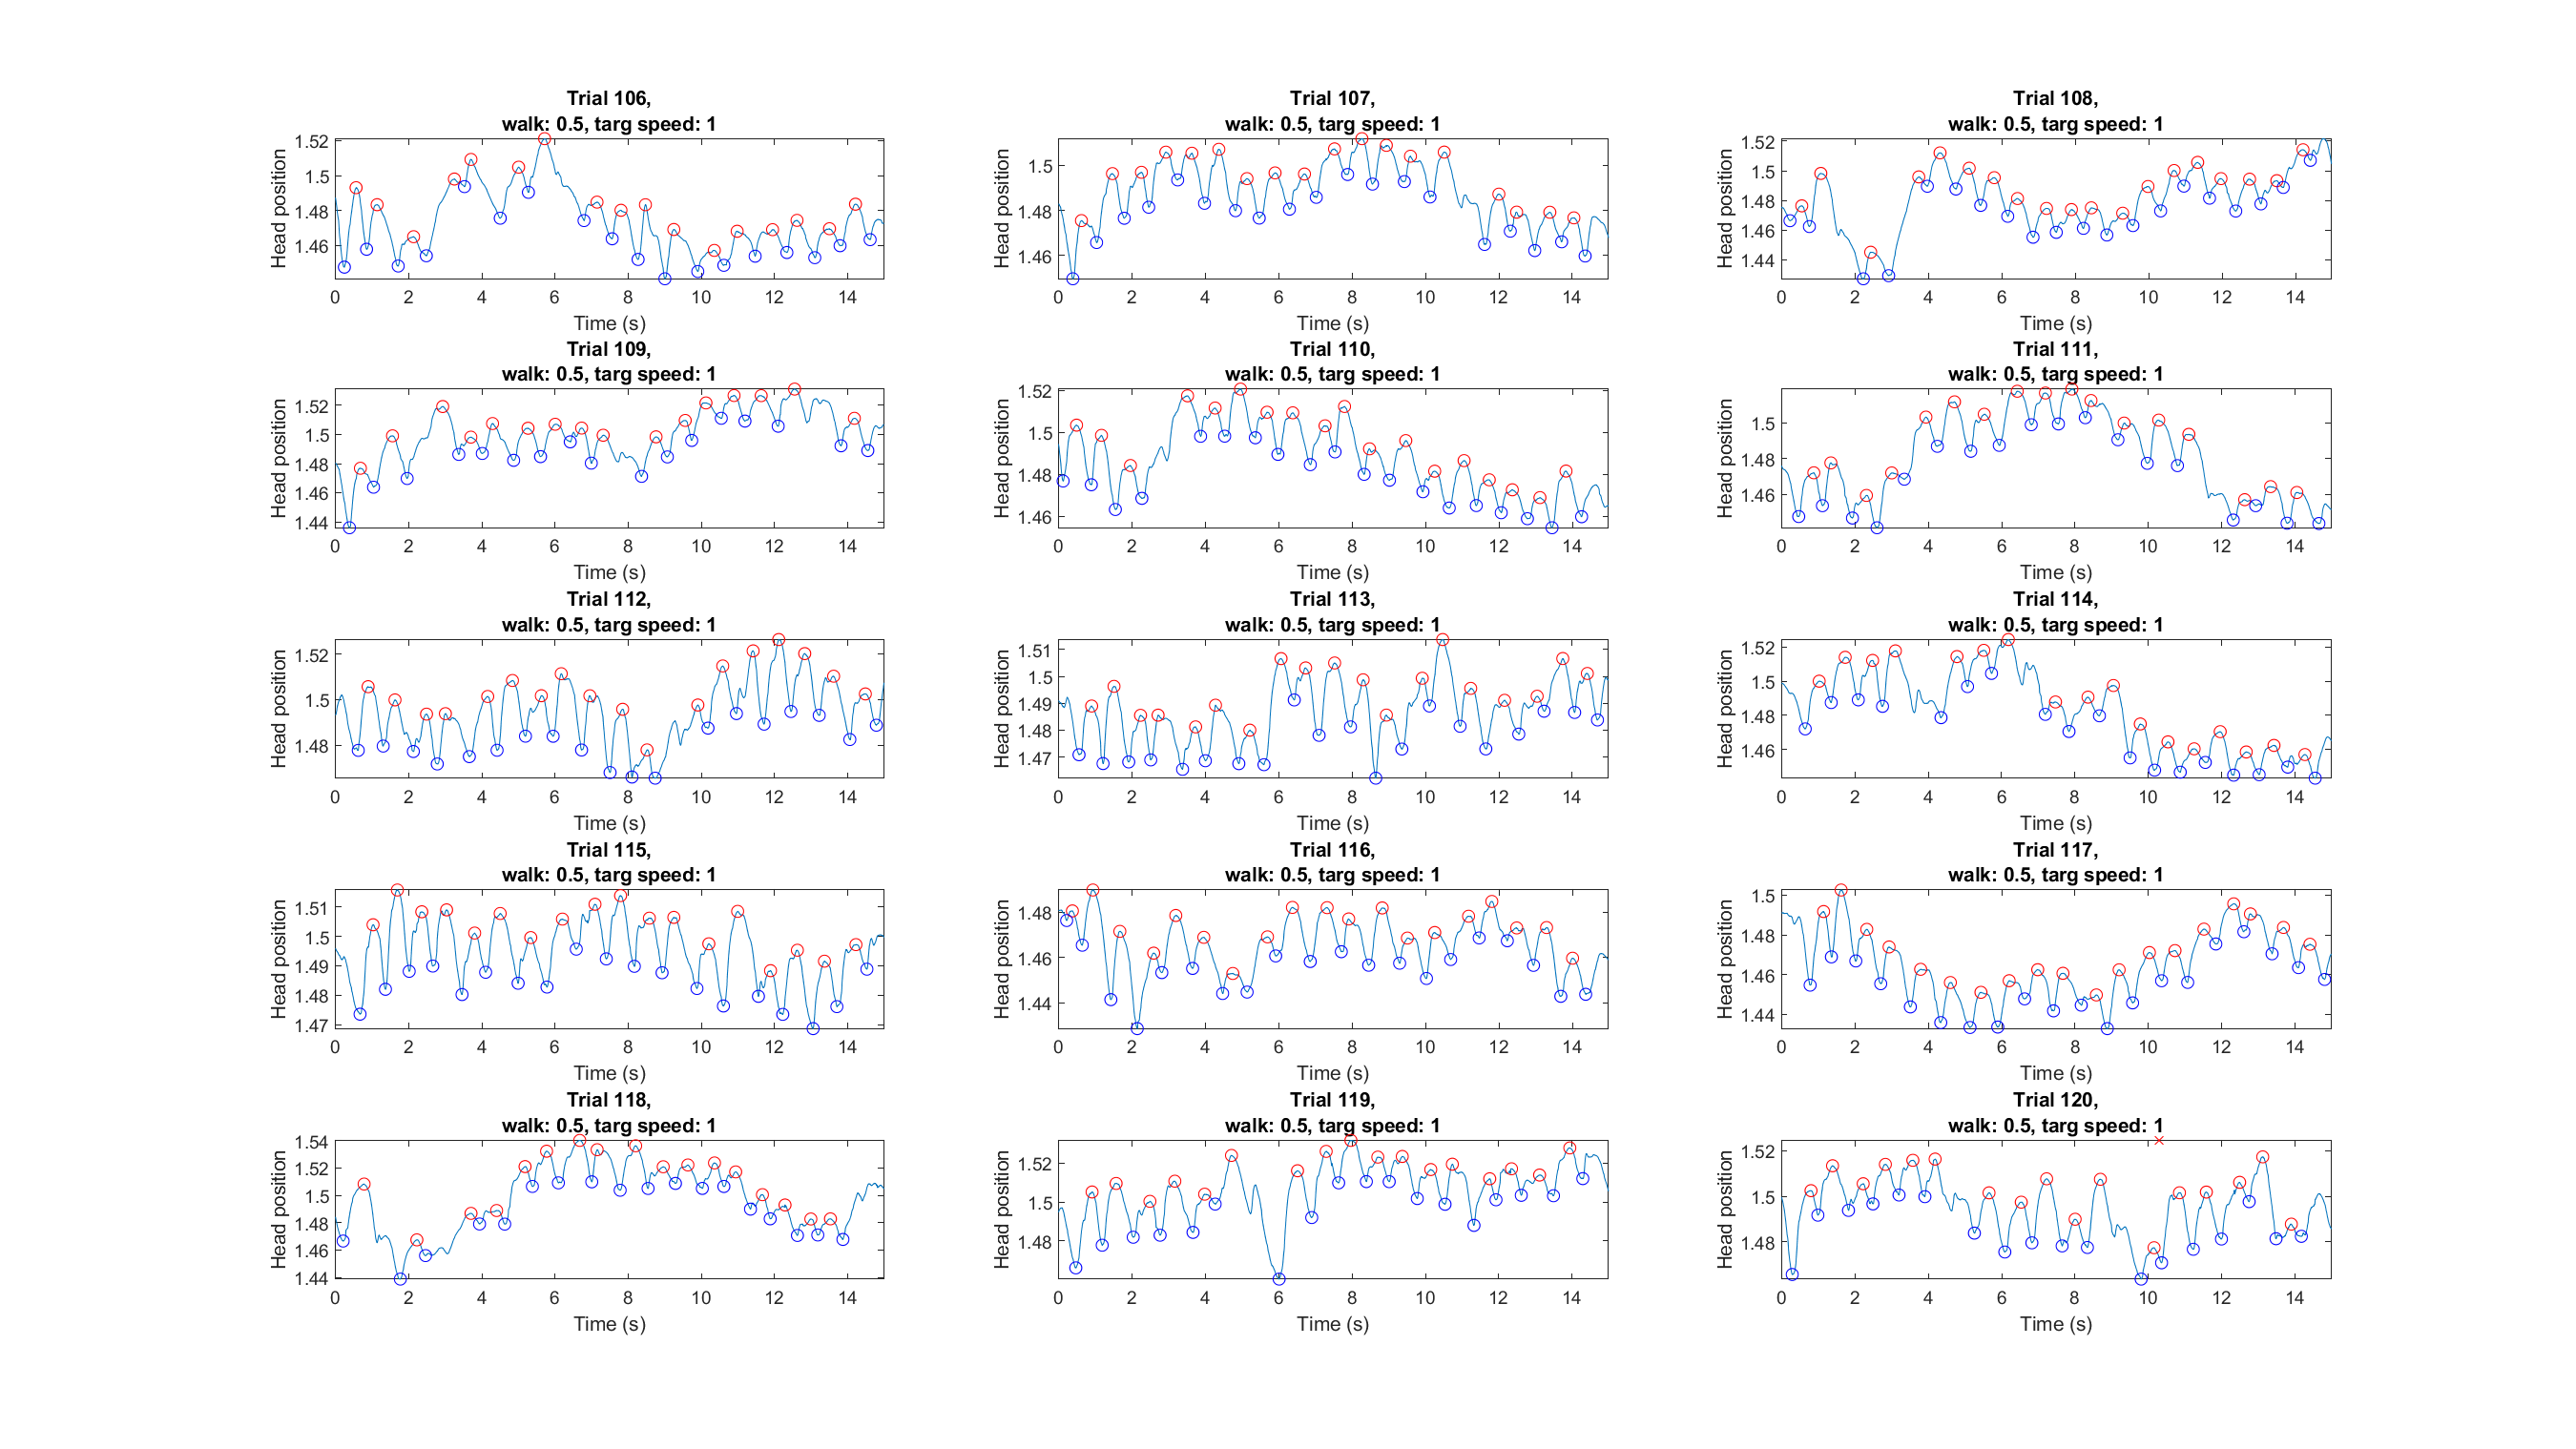 Trial 106,
walk: 0.5, targ speed: 1
Head position
1.52
1.5
1.48
1.46
0 2 4 6 8 10 12 14
Time (s)
Trial 107,
walk: 0.5, targ speed: 1
Head position
1.5
1.48
1.46
0 2 4 6 8 10 12 14
Time (s)
Trial 108,
walk: 0.5, targ speed: 1
Head position
1.52
1.5
1.48
1.46
1.44
0 2 4 6 8 10 12 14
Time (s)
Trial 109,
walk: 0.5, targ speed: 1
Head position
1.52
1.5
1.48
1.46
1.44
0 2 4 6 8 10 12 14
Time (s)
Trial 110,
walk: 0.5, targ speed: 1
Head position
1.52
1.5
1.48
1.46
0 2 4 6 8 10 12 14
Time (s)
Trial 111,
walk: 0.5, targ speed: 1
Head position
1.5
1.48
1.46
0 2 4 6 8 10 12 14
Time (s)
Trial 112,
walk: 0.5, targ speed: 1
Head position
1.52
1.5
1.48
0 2 4 6 8 10 12 14
Time (s)
Trial 113,
walk: 0.5, targ speed: 1
Head position
1.51
1.5
1.49
1.48
1.47
0 2 4 6 8 10 12 14
Time (s)
Trial 114,
walk: 0.5, targ speed: 1
Head position
1.52
1.5
1.48
1.46
0 2 4 6 8 10 12 14
Time (s)
Trial 115,
walk: 0.5, targ speed: 1
Head position
1.51
1.5
1.49
1.48
1.47
0 2 4 6 8 10 12 14
Time (s)
Trial 116,
walk: 0.5, targ speed: 1
Head position
1.48
1.46
1.44
0 2 4 6 8 10 12 14
Time (s)
Trial 117,
walk: 0.5, targ speed: 1
Head position
1.5
1.48
1.46
1.44
0 2 4 6 8 10 12 14
Time (s)
Trial 118,
walk: 0.5, targ speed: 1
Head position
1.54
1.52
1.5
1.48
1.46
1.44
0 2 4 6 8 10 12 14
Time (s)
Trial 119,
walk: 0.5, targ speed: 1
Head position
1.52
1.5
1.48
0 2 4 6 8 10 12 14
Time (s)
Trial 120,
walk: 0.5, targ speed: 1
Head position
1.52
1.5
1.48
0 2 4 6 8 10 12 14
Time (s)